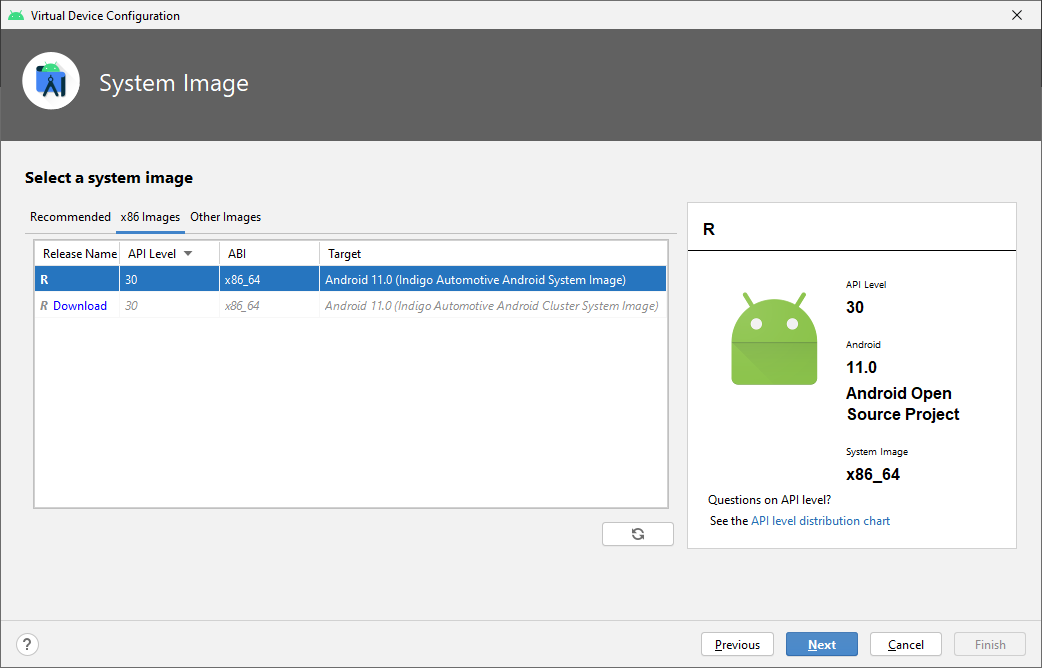 Virtual Device Configuration
System Image
Select a system image
Recommended x86 Images Other Images
Release Name API Level ABI Target
R 30 x86_64 Android 11.0 (Indigo Automotive Android System Image)
R Download 30 x86_64 Android 11.0 (Indigo Automotive Android Cluster System Image)
R
API Level
30
Android
11.0
Android Open
Source Project
System Image
x86_64
Questions on API level?
See the API level distribution chart
? Previous Next Cancel Finish